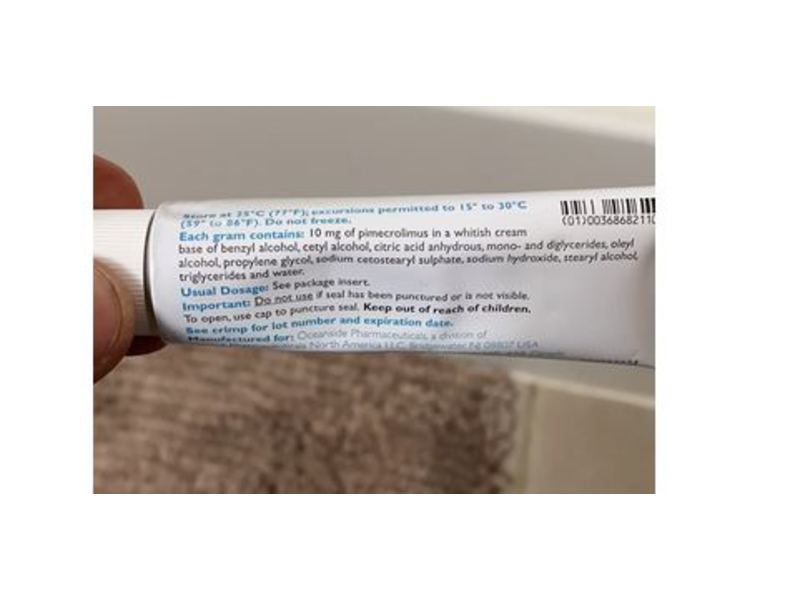 Store at 25°C (77°F); excursions permitted to 15° to 30°C
(59° to 86°F). Do not freeze.
(01)0036868211
Each gram contains: 10 mg of pimecrolimus in a whitish cream
base of benzyl alcohol, cetyl alcohol, citric acid anhydrous, mono- and diglycerides, oleyl
alcohol, propylene glycol, sodium cetostearyl sulphate, sodium hydroxide, stearyl alcohol,
triglycerides and water.
Usual Dosage: See package insert.
Important: Do not use if seal has been punctured or is not visible.
To open, use cap to puncture seal. Keep out of reach of children.
See crimp for lot number and expiration date.
Manufactured for: Oceanside Pharmaceuticals, a division of
North America LLC, Bridgewater, NJ 08807 USA